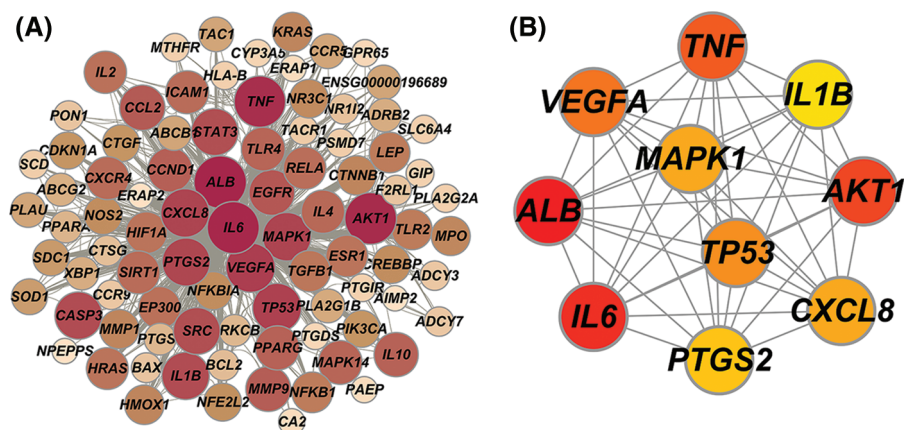 (A)
TAC1
KRAS
MTHFR
CYP3A5
CCR5
GPR65
IL2
HLA-B
ERAP1
ENSG00000196689
ICAM1
TNF
NR3C1
CCL2
NR1I2
ADRB2
PON1
ABCB1
STAT3
TACR1
SLC6A4
CTGF
PSMD7
CDKN1A
TLR4
RELA
LEP
SCD
CCND1
CXCR4
ALB
CTNNB1
GIP
ABCG2
ERAP2
EGFR
F2RL1
PLA2G2A
PLAU
NOS2
CXCL8
IL4
AKT1
PPARA
IL6
MAPK1
TLR2
MPO
HIF1A
SDC1
CTSG
PTGS2
ESR1
XBP1
SIRT1
VEGFA
TGFB1
CREBBP
ADCY3
SOD1
CCR9
NFKBIA
PTGIR
AIMP2
CASP3
EP300
TP53
PLA2G1B
ADCY7
MMP1
PTGS
SRC
RKCB
PTGDS
PIK3CA
NPEPPS
PPARG
MAPK14
IL10
HRAS
BAX
IL1B
BCL2
MMP9
NFKB1
PAEP
HMOX1
NFE2L2
CA2
(B)
TNF
VEGFA
IL1B
MAPK1
ALB
AKT1
TP53
IL6
CXCL8
PTGS2